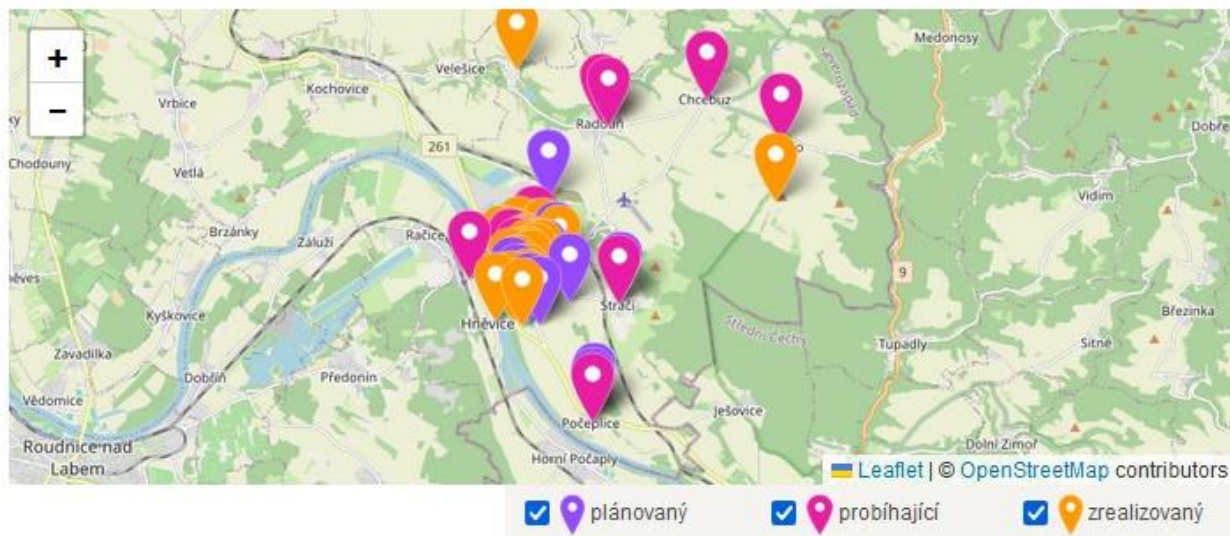 +
−
Medonosy
Velešice
Kochovice
Chcebuz
Vrbice
Radouň
261
Chodouny
Vetlá
Vidim
Brzánky
Račice
Záluží
9
Kyškovice
Stračí
Březinka
Hněvice
Střední Čechy
Tupadly
Sitné
Zavadilka
Dobříň
Předonín
Vědomice
Ješovice
Počeplice
Roudnice nad
Labem
Dolní Zimoř
Horní Počaply
Leaflet | © OpenStreetMap contributors
plánovaný
probíhající
zrealizovaný